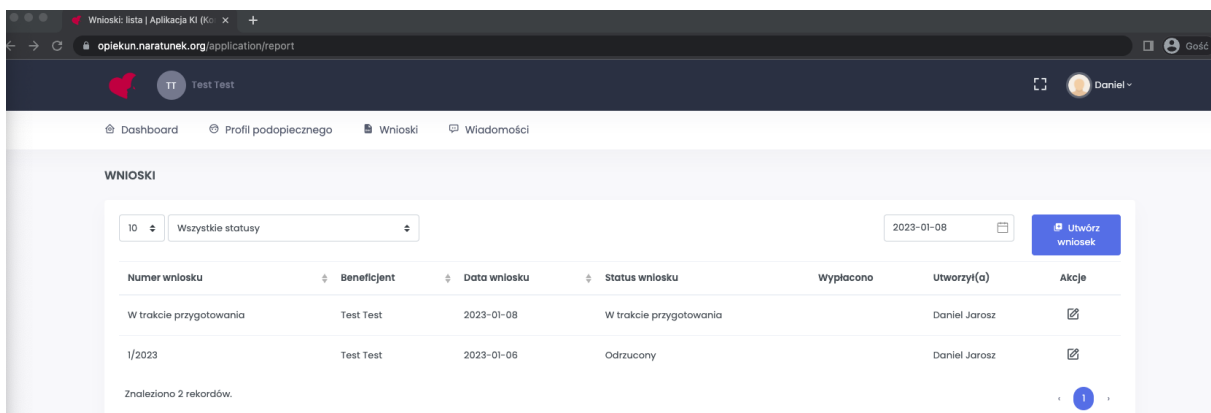 Wnioski: lista | Aplikacja KI (Ko
opiekun.naratunek.org/application/report
Gość
TT Test Test
Daniel
Dashboard Profil podopiecznego Wnioski Wiadomości
WNIOSKI
10 Wszystkie statusy 2023-01-08 Utwórz
wniosek
Numer wniosku Beneficjent Data wniosku Status wniosku Wypłacono Utworzył(a) Akcje
W trakcie przygotowania Test Test 2023-01-08 W trakcie przygotowania Daniel Jarosz
1/2023 Test Test 2023-01-06 Odrzucony Daniel Jarosz
Znaleziono 2 rekordów.
1